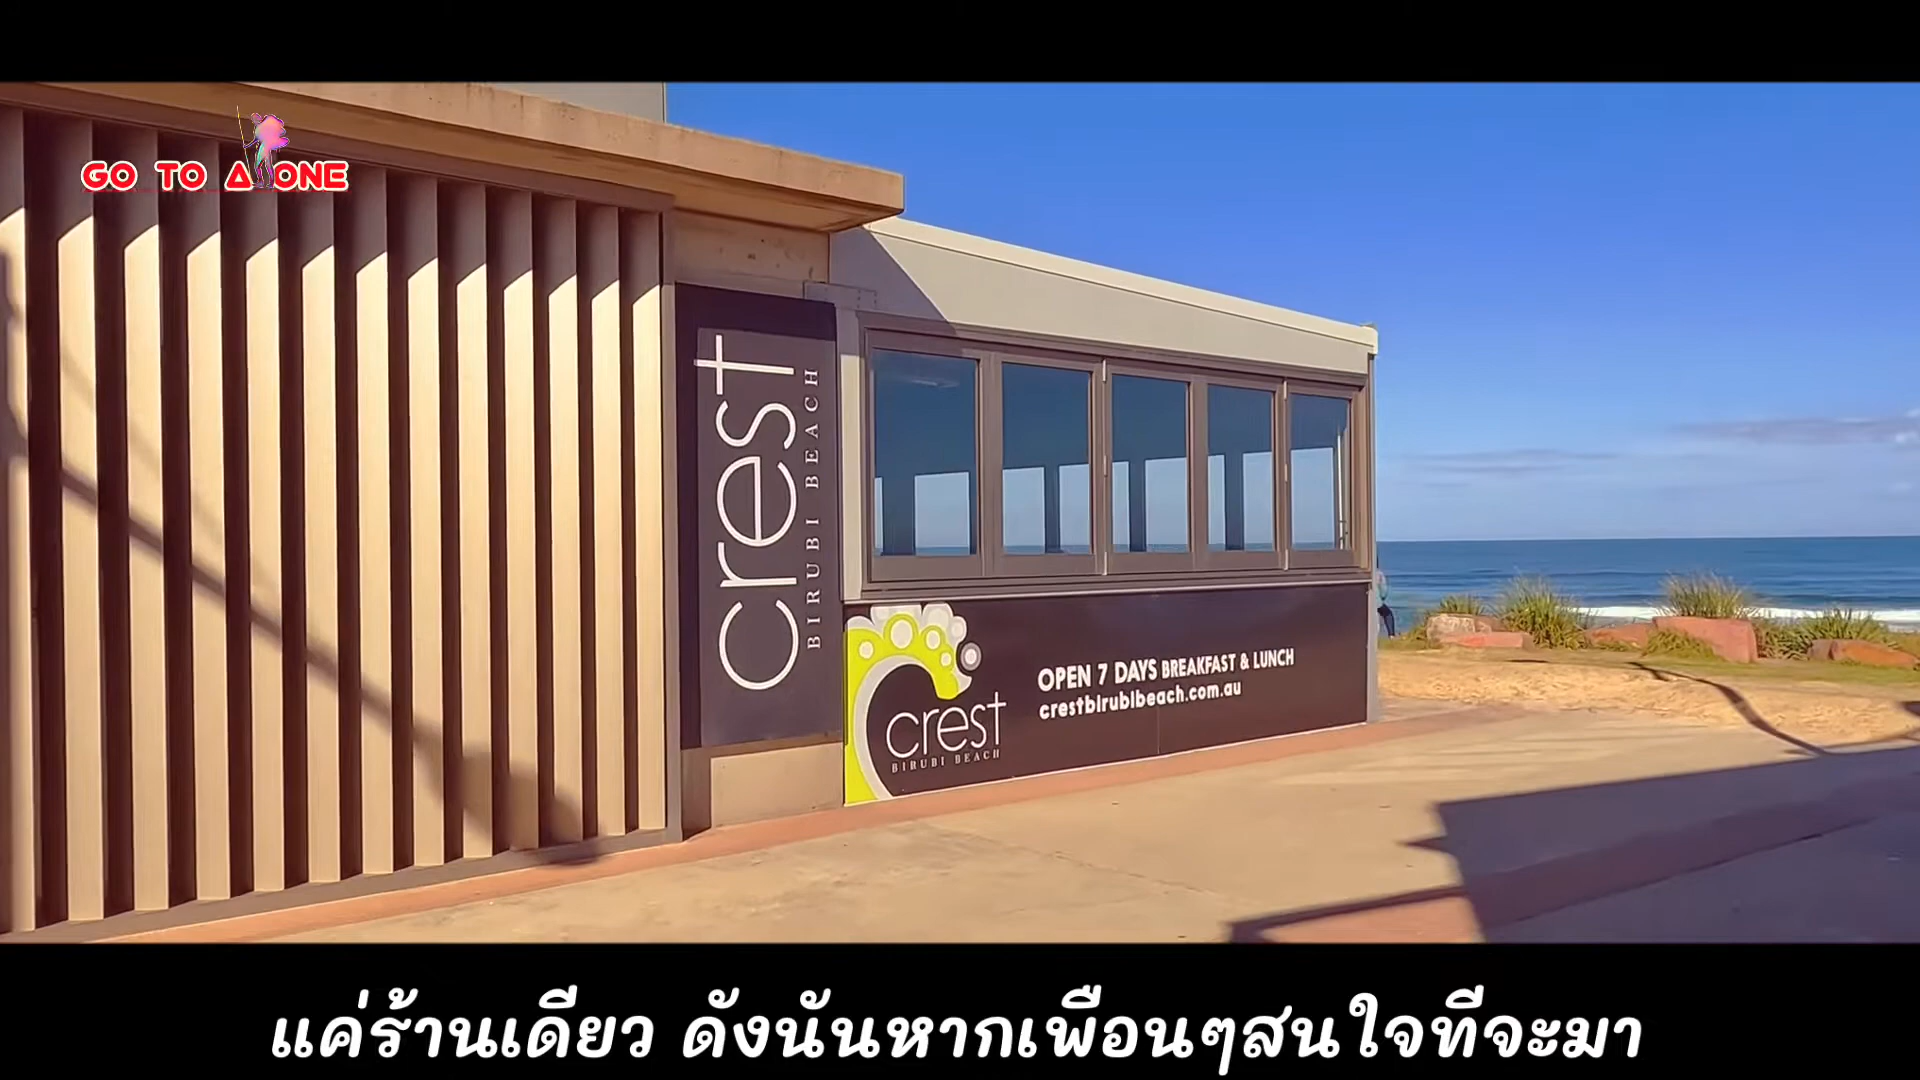 GO TO ALONE
crest
BIRUBI BEACH
OPEN 7 DAYS BREAKFAST & LUNCH
crestbirubibeach.com.au
crest
BIRUBI BEACH
แค่ร้านเดียว ดังนั้นหากเพื่อนๆสนใจที่จะมา